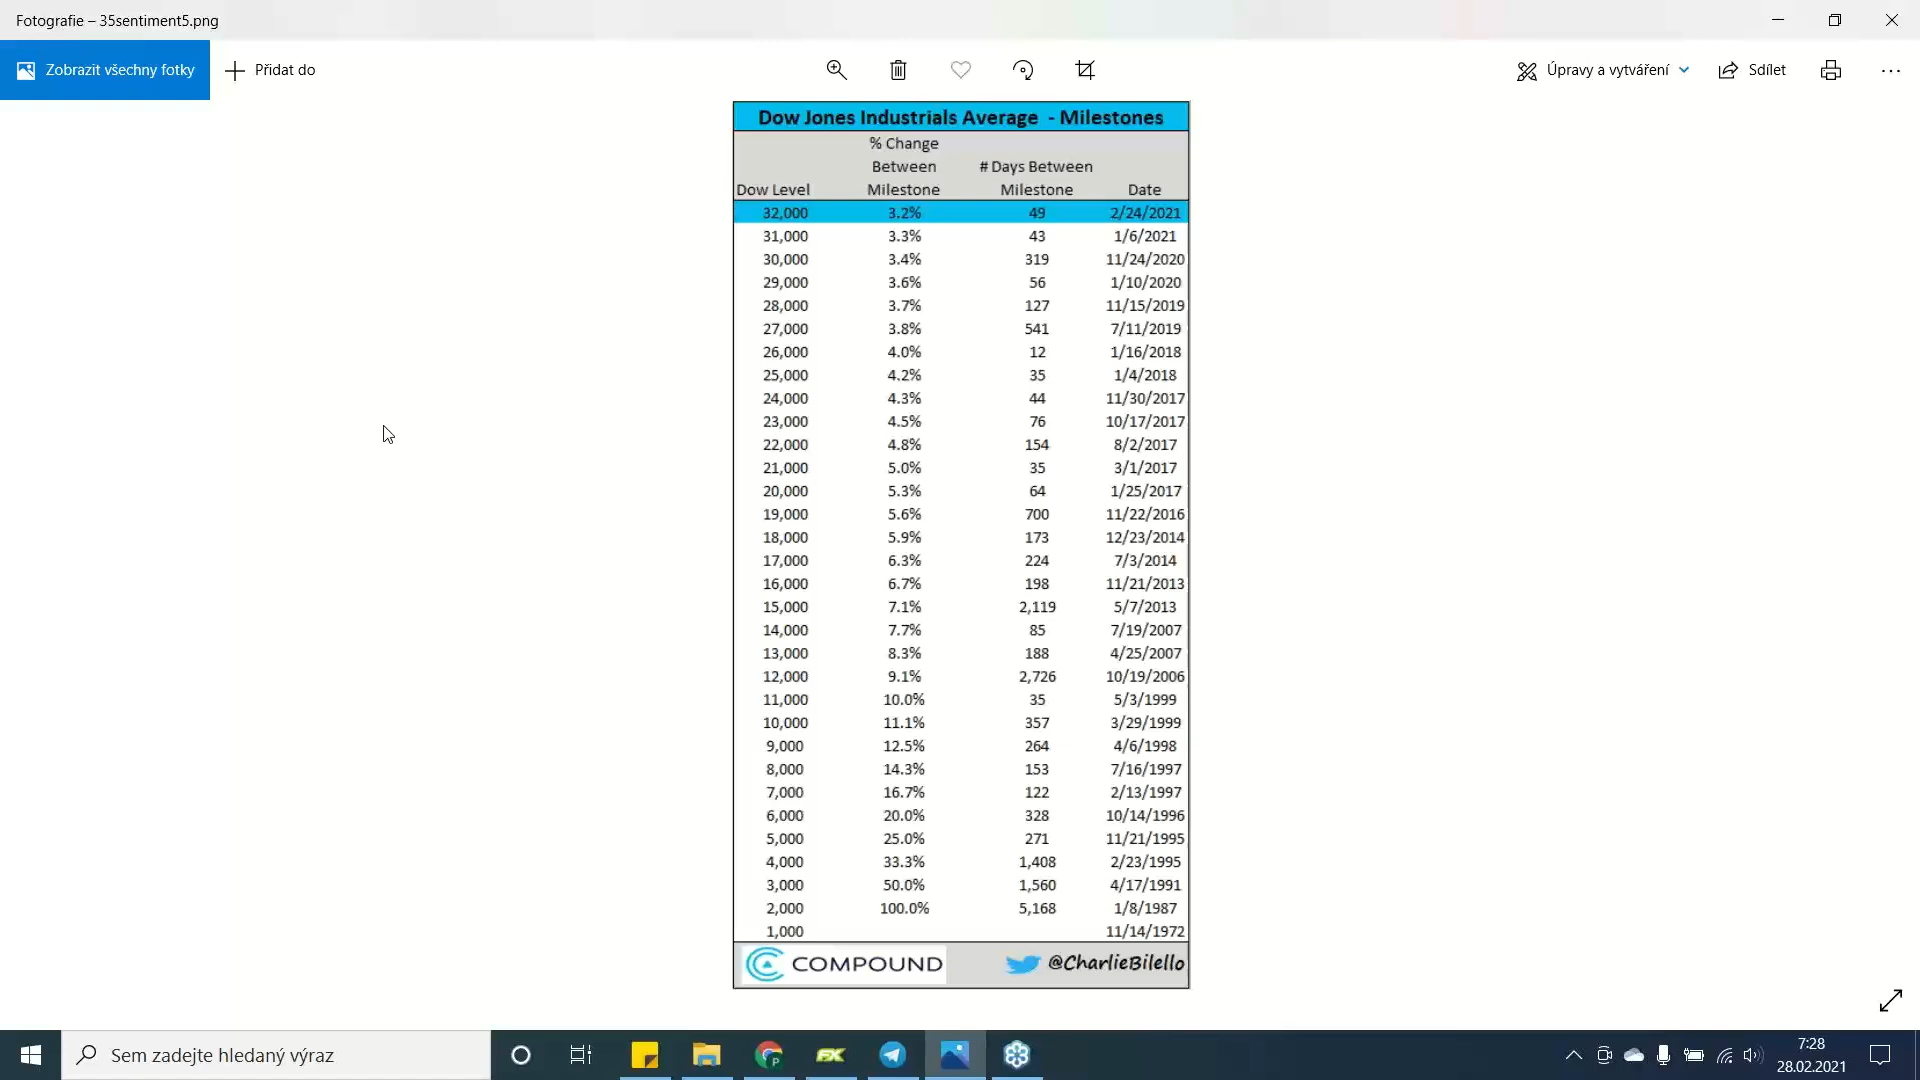 Fotografie – 35sentiment5.png
Zobrazit všechny fotky
Přidat do
Úpravy a vytváření
Sdílet
Dow Jones Industrials Average - Milestones
% Change
Between # Days Between
Dow Level Milestone Milestone Date
32,000 3.2% 49 2/24/2021
31,000 3.3% 43 1/6/2021
30,000 3.4% 319 11/24/2020
29,000 3.6% 56 1/10/2020
28,000 3.7% 127 11/15/2019
27,000 3.8% 541 7/11/2019
26,000 4.0% 12 1/16/2018
25,000 4.2% 35 1/4/2018
24,000 4.3% 44 11/30/2017
23,000 4.5% 76 10/17/2017
22,000 4.8% 154 8/2/2017
21,000 5.0% 35 3/1/2017
20,000 5.3% 64 1/25/2017
19,000 5.6% 700 11/22/2016
18,000 5.9% 173 12/23/2014
17,000 6.3% 224 7/3/2014
16,000 6.7% 198 11/21/2013
15,000 7.1% 2,119 5/7/2013
14,000 7.7% 85 7/19/2007
13,000 8.3% 188 4/25/2007
12,000 9.1% 2,726 10/19/2006
11,000 10.0% 35 5/3/1999
10,000 11.1% 357 3/29/1999
9,000 12.5% 264 4/6/1998
8,000 14.3% 153 7/16/1997
7,000 16.7% 122 2/13/1997
6,000 20.0% 328 10/14/1996
5,000 25.0% 271 11/21/1995
4,000 33.3% 1,408 2/23/1995
3,000 50.0% 1,560 4/17/1991
2,000 100.0% 5,168 1/8/1987
1,000 11/14/1972
COMPOUND @CharlieBilello
Sem zadejte hledaný výraz
FX
P
7:28
28.02.2021